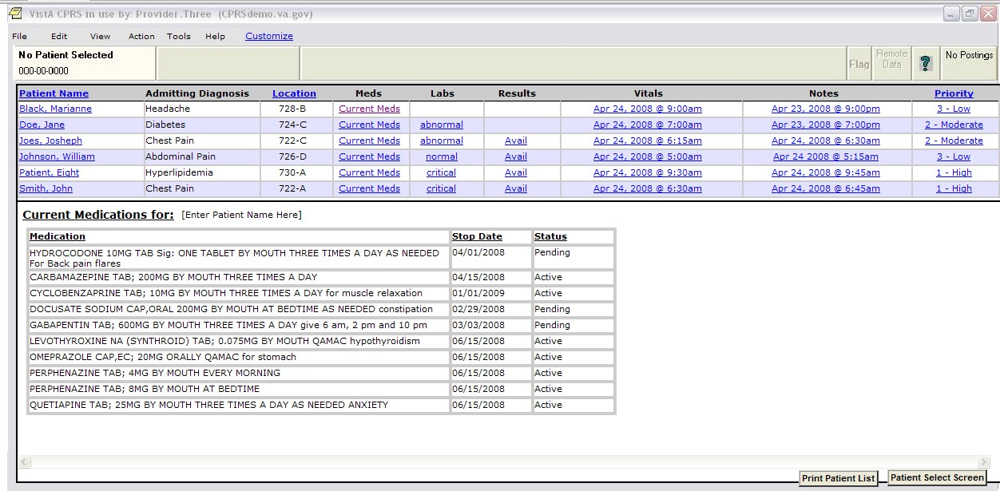 VistA CPRS in use by: Provider,Three (CPRSdemo.va.gov)
File Edit View Action Tools Help Customize
No Patient Selected
000-00-0000
Flag
Remote Data
?
No Postings
Patient Name Admitting Diagnosis Location Meds Labs Results Vitals Notes Priority
Black, Marianne Headache 728-B Current Meds Apr 24, 2008 @ 9:00am Apr 23, 2008 @ 9:00pm 3 - Low
Doe, Jane Diabetes 724-C Current Meds abnormal Apr 24, 2008 @ 7:00am Apr 23, 2008 @ 7:00pm 2 - Moderate
Joes, Josheph Chest Pain 722-C Current Meds abnormal Avail Apr 24, 2008 @ 6:15am Apr 24, 2008 @ 6:30am 2 - Moderate
Johnson, William Abdominal Pain 726-D Current Meds normal Avail Apr 24, 2008 @ 5:00am Apr 24 2008 @ 5:15am 3 - Low
Patient, Eight Hyperlipidemia 730-A Current Meds critical Avail Apr 24, 2008 @ 9:30am Apr 24, 2008 @ 9:45am 1 - High
Smith, John Chest Pain 722-A Current Meds critical Avail Apr 24, 2008 @ 6:30am Apr 24, 2008 @ 6:45am 1 - High
Current Medications for: [Enter Patient Name Here]
Medication Stop Date Status
HYDROCODONE 10MG TAB Sig: ONE TABLET BY MOUTH THREE TIMES A DAY AS NEEDED 04/01/2008 Pending
For Back pain flares
CARBAMAZEPINE TAB; 200MG BY MOUTH THREE TIMES A DAY 04/15/2008 Active
CYCLOBENZAPRINE TAB; 10MG BY MOUTH THREE TIMES A DAY for muscle relaxation 01/01/2009 Active
DOCUSATE SODIUM CAP,ORAL 200MG BY MOUTH AT BEDTIME AS NEEDED constipation 02/29/2008 Pending
GABAPENTIN TAB; 600MG BY MOUTH THREE TIMES A DAY give 6 am, 2 pm and 10 pm 03/03/2008 Pending
LEVOTHYROXINE NA (SYNTHROID) TAB; 0.075MG BY MOUTH QAMAC hypothyroidism 06/15/2008 Active
OMEPRAZOLE CAP,EC; 20MG ORALLY QAMAC for stomach 06/15/2008 Active
PERPHENAZINE TAB; 4MG BY MOUTH EVERY MORNING 06/15/2008 Active
PERPHENAZINE TAB; 8MG BY MOUTH AT BEDTIME 06/15/2008 Active
QUETIAPINE TAB; 25MG BY MOUTH THREE TIMES A DAY AS NEEDED ANXIETY 06/15/2008 Active
Print Patient List Patient Select Screen